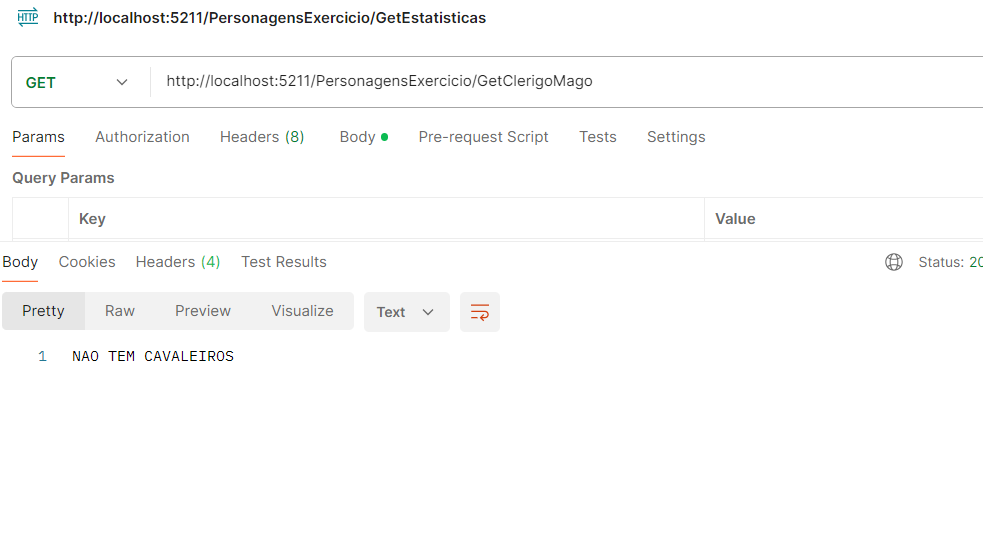 HTTP http://localhost:5211/PersonagensExercicio/GetEstatisticas
GET http://localhost:5211/PersonagensExercicio/GetClerigoMago
Params Authorization Headers (8) Body Pre-request Script Tests Settings
Query Params
Key Value
Body Cookies Headers (4) Test Results Status: 20
Pretty Raw Preview Visualize Text
1 NAO TEM CAVALEIROS